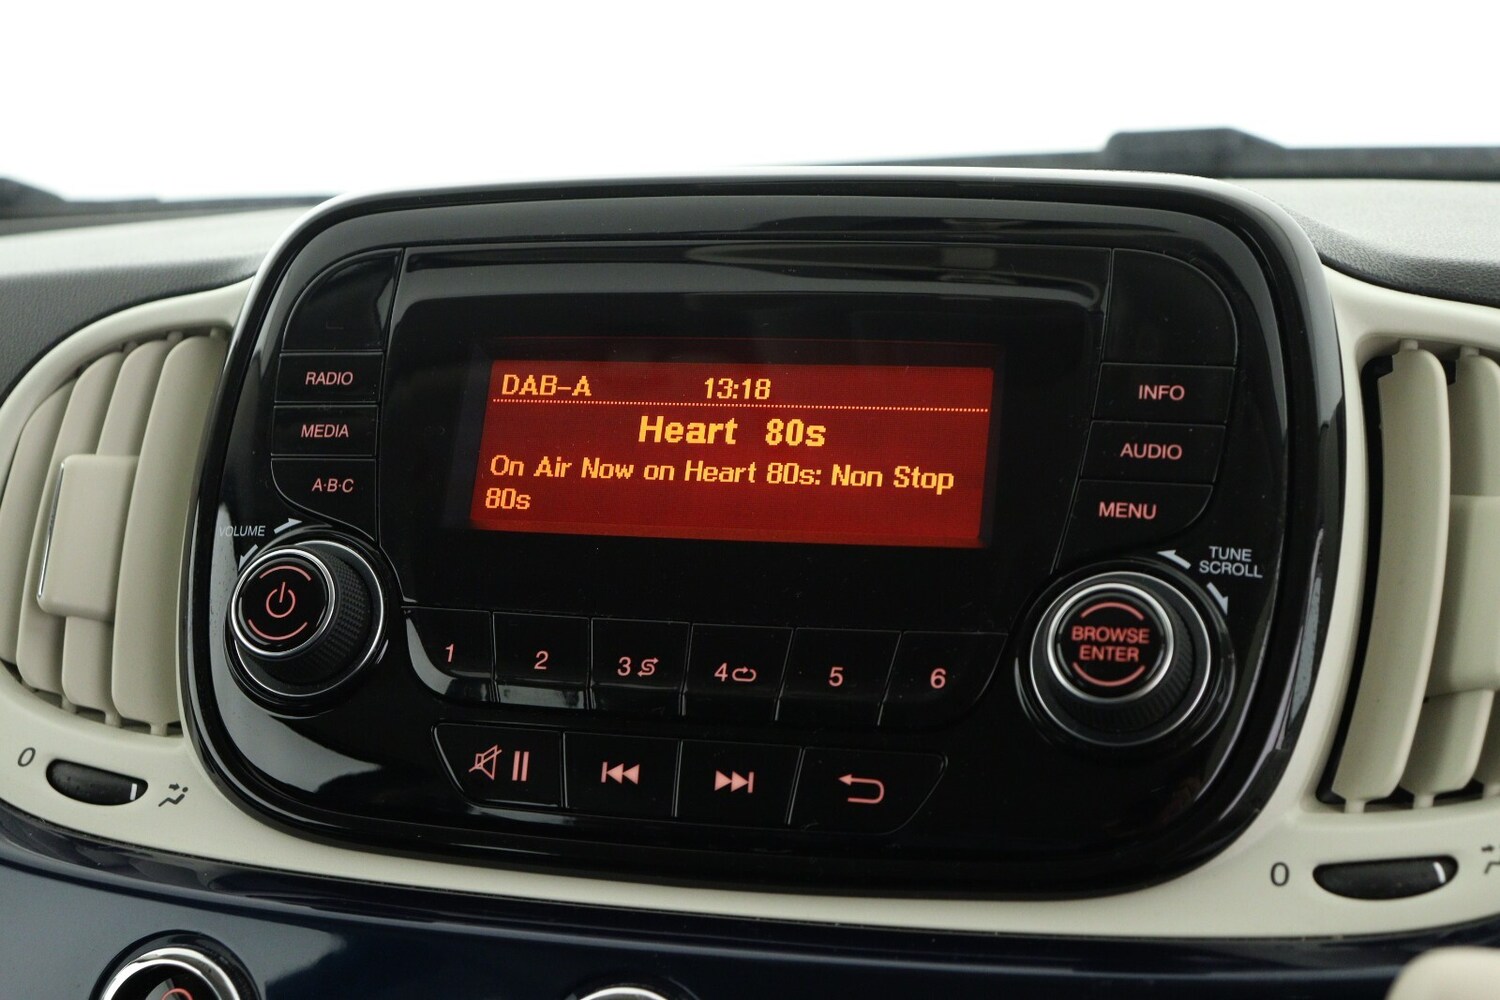 DAB-A 13:18
Heart 80s
On Air Now on Heart 80s: Non Stop
80s
RADIO
MEDIA
A·B·C
VOLUME
INFO
AUDIO
MENU
TUNE
SCROLL
BROWSE
ENTER
1 2 3 4 5 6
0
0